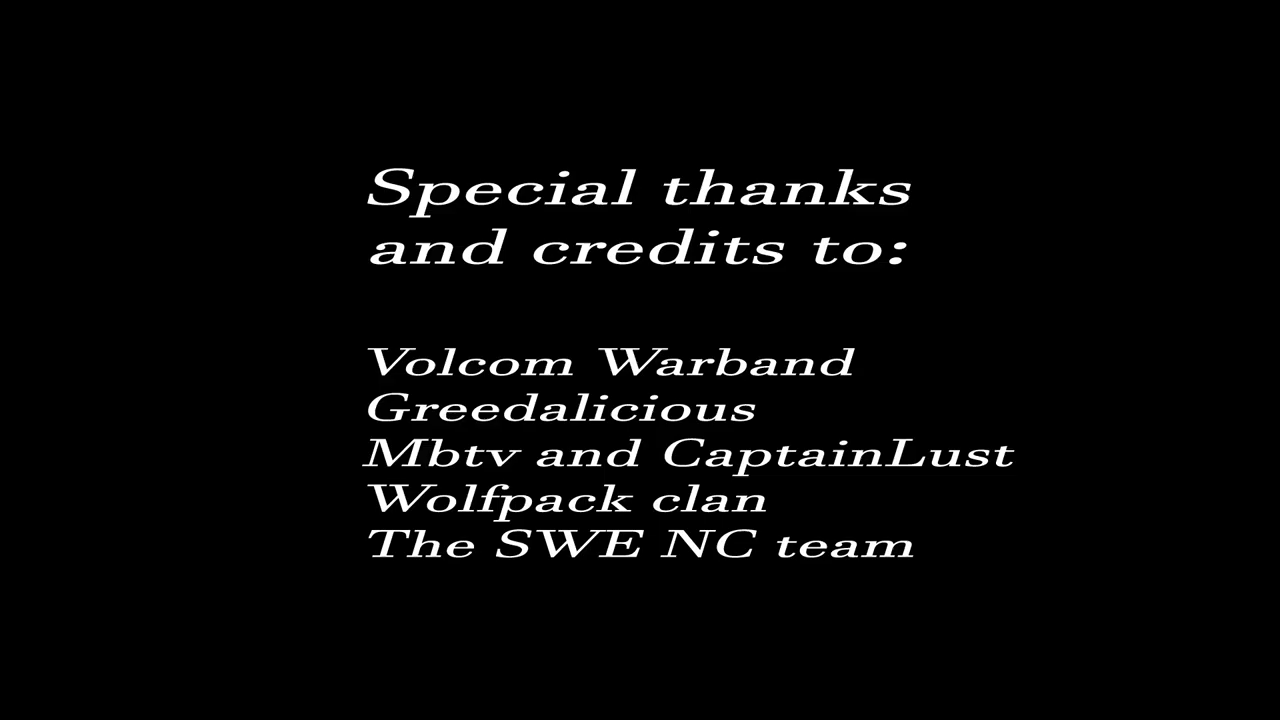 Special thanks
and credits to:
Volcom Warband
Greedalicious
Mbtv and CaptainLust
Wolfpack clan
The SWE NC team